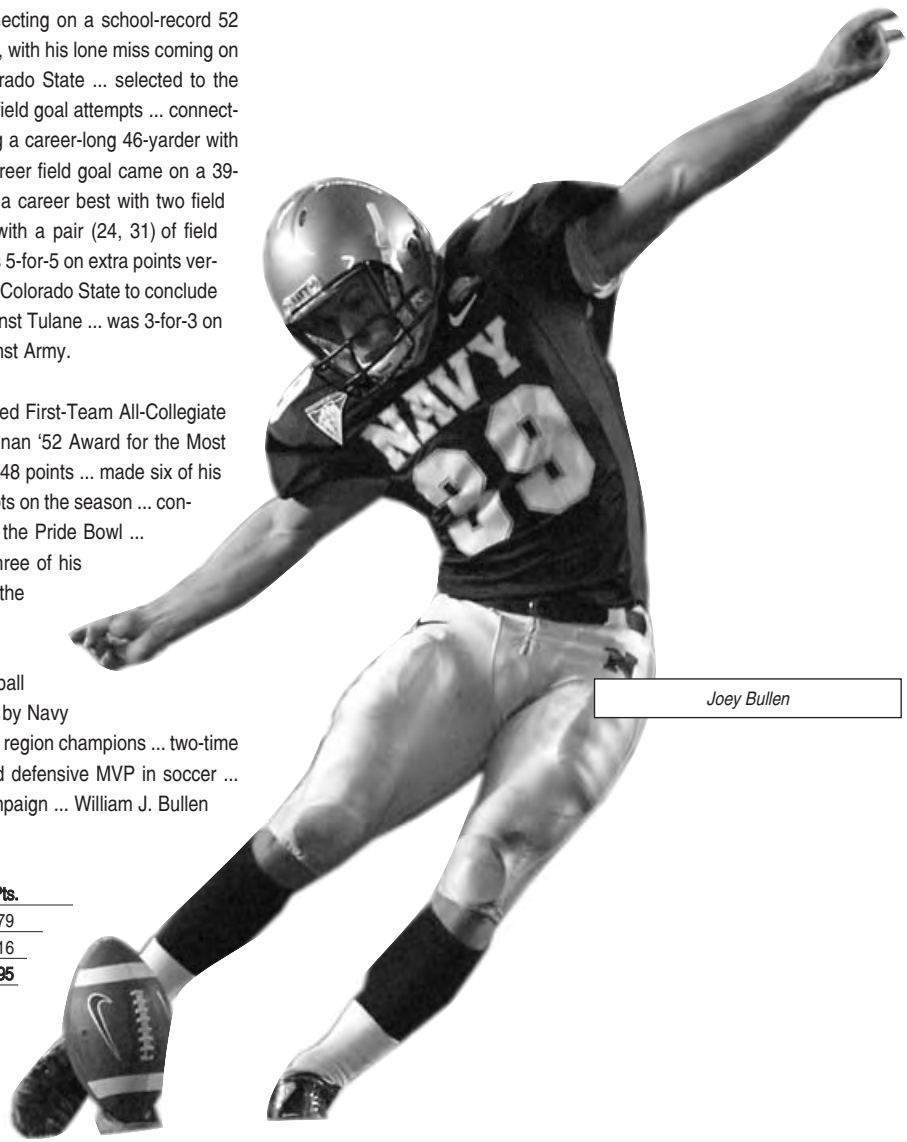 necting on a school-record 52
, with his lone miss coming on
orado State ... selected to the
field goal attempts ... connect-
g a career-long 46-yarder with
reer field goal came on a 39-
a career best with two field
with a pair (24, 31) of field
s 5-for-5 on extra points ver-
Colorado State to conclude
nst Tulane ... was 3-for-3 on
nst Army.
ed First-Team All-Collegiate
nan ‘52 Award for the Most
48 points ... made six of his
pts on the season ... con-
the Pride Bowl ...
hree of his
the
ball
by Navy
region champions ... two-time
d defensive MVP in soccer ...
mpaign ... William J. Bullen
Pts.
79
16
95
NAVY
29
N
Joey Bullen